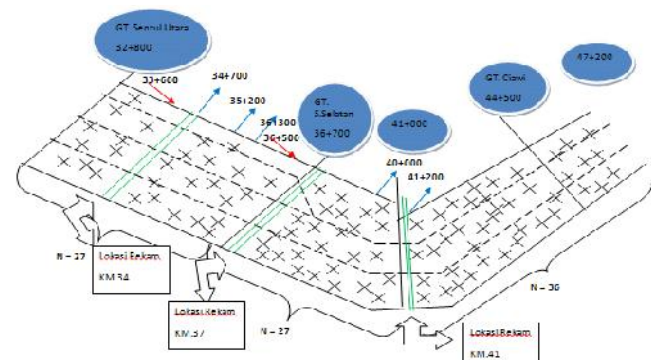 GT. Sentul Utara
32+800
33+600
34+700
35+200
36+300
36+500
GT.
S.Selatan
36+700
41+000
40+600
41+200
GT. Ciawi
44+500
47+200
N = 27
Lokasi Rekam
KM.34
Lokasi Rekam
KM.37
N = 27
Lokasi Rekam
KM.41
N = 36